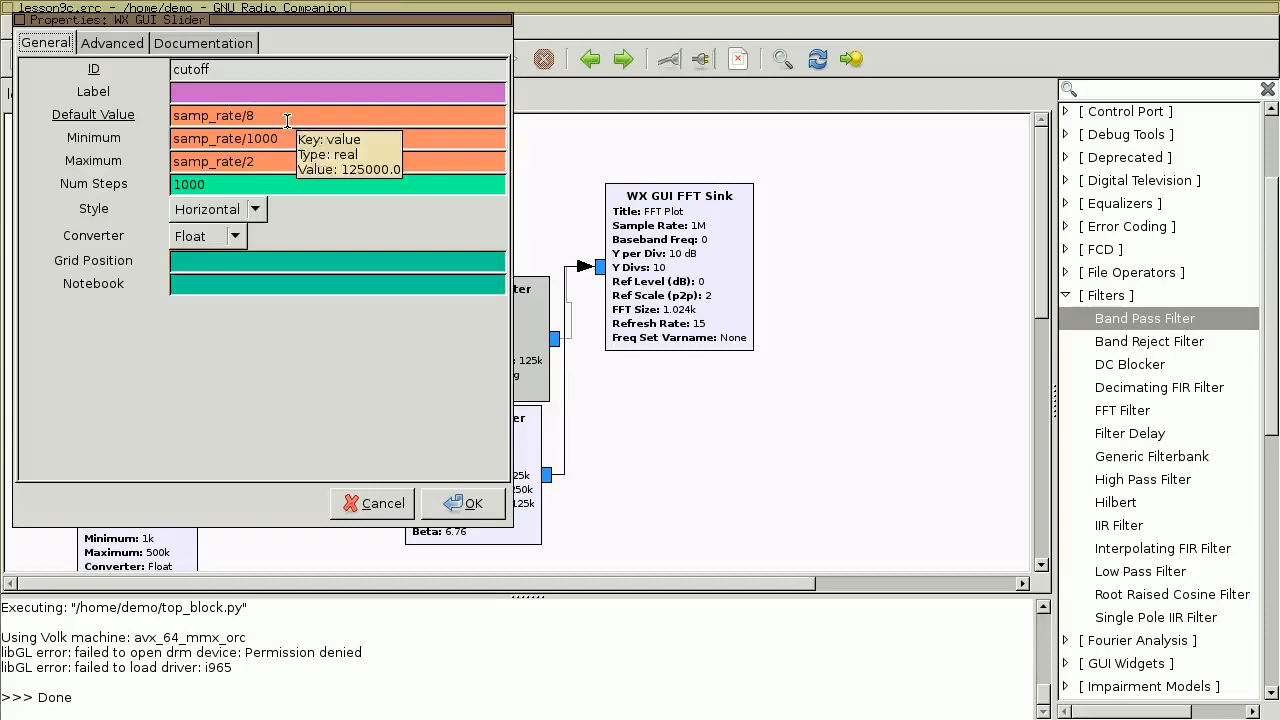 lesson9c.grc - /home/demo - GNU Radio Companion
Properties: WX GUI Slider
General
Advanced
Documentation
ID
cutoff
Label
Default Value
samp_rate/8
Minimum
samp_rate/1000
Maximum
samp_rate/2
Key: value
Type: real
Value: 125000.0
Num Steps
1000
Style
Horizontal
Converter
Float
Grid Position
Notebook
Cancel
OK
WX GUI FFT Sink
Title: FFT Plot
Sample Rate: 1M
Baseband Freq: 0
Y per Div: 10 dB
Y Divs: 10
Ref Level (dB): 0
Ref Scale (p2p): 2
FFT Size: 1.024k
Refresh Rate: 15
Freq Set Varname: None
ter
: 125k
g
er
25k
250k
125k
Beta: 6.76
Minimum: 1k
Maximum: 500k
Converter: Float
[ Control Port ]
[ Debug Tools ]
[ Deprecated ]
[ Digital Television ]
[ Equalizers ]
[ Error Coding ]
[ FCD ]
[ File Operators ]
[ Filters ]
Band Pass Filter
Band Reject Filter
DC Blocker
Decimating FIR Filter
FFT Filter
Filter Delay
Generic Filterbank
High Pass Filter
Hilbert
IIR Filter
Interpolating FIR Filter
Low Pass Filter
Root Raised Cosine Filter
Single Pole IIR Filter
[ Fourier Analysis ]
[ GUI Widgets ]
[ Impairment Models ]
Executing: "/home/demo/top_block.py"
Using Volk machine: avx_64_mmx_orc
libGL error: failed to open drm device: Permission denied
libGL error: failed to load driver: i965
>>> Done